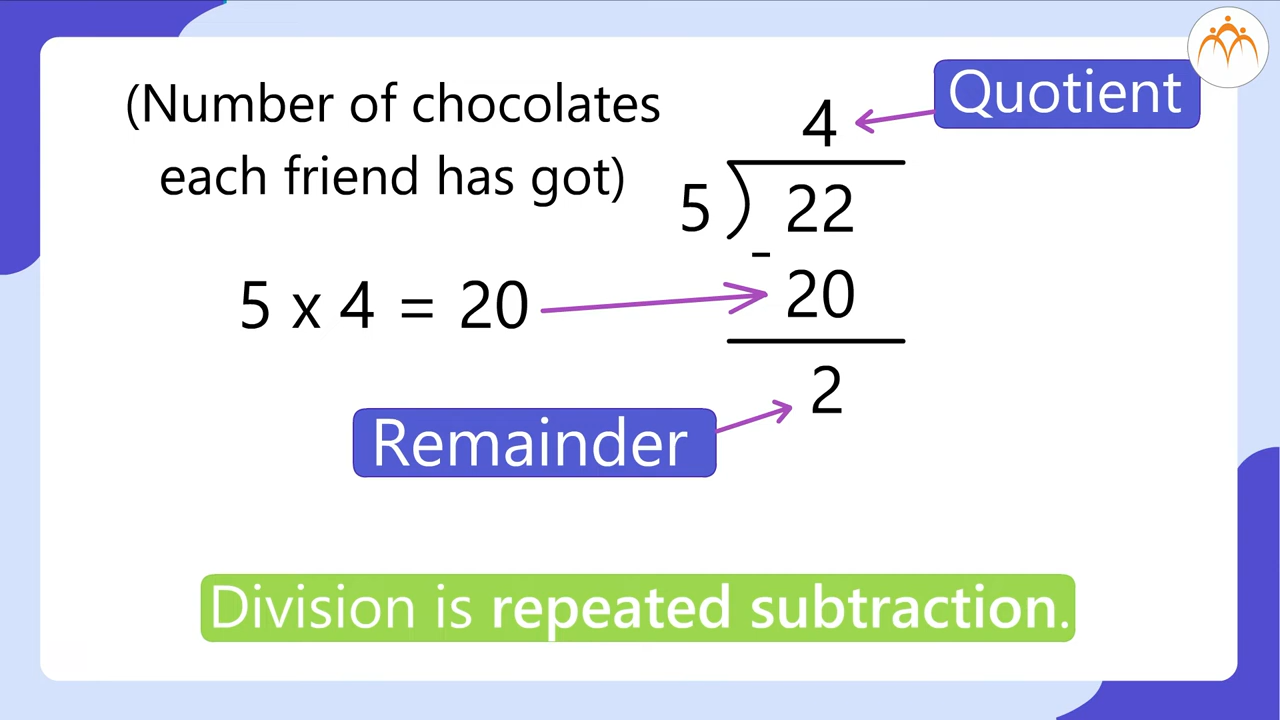 (Number of chocolates
each friend has got)
4
Quotient
5) 22
-
5 x 4 = 20
20
2
Remainder
Division is repeated subtraction.